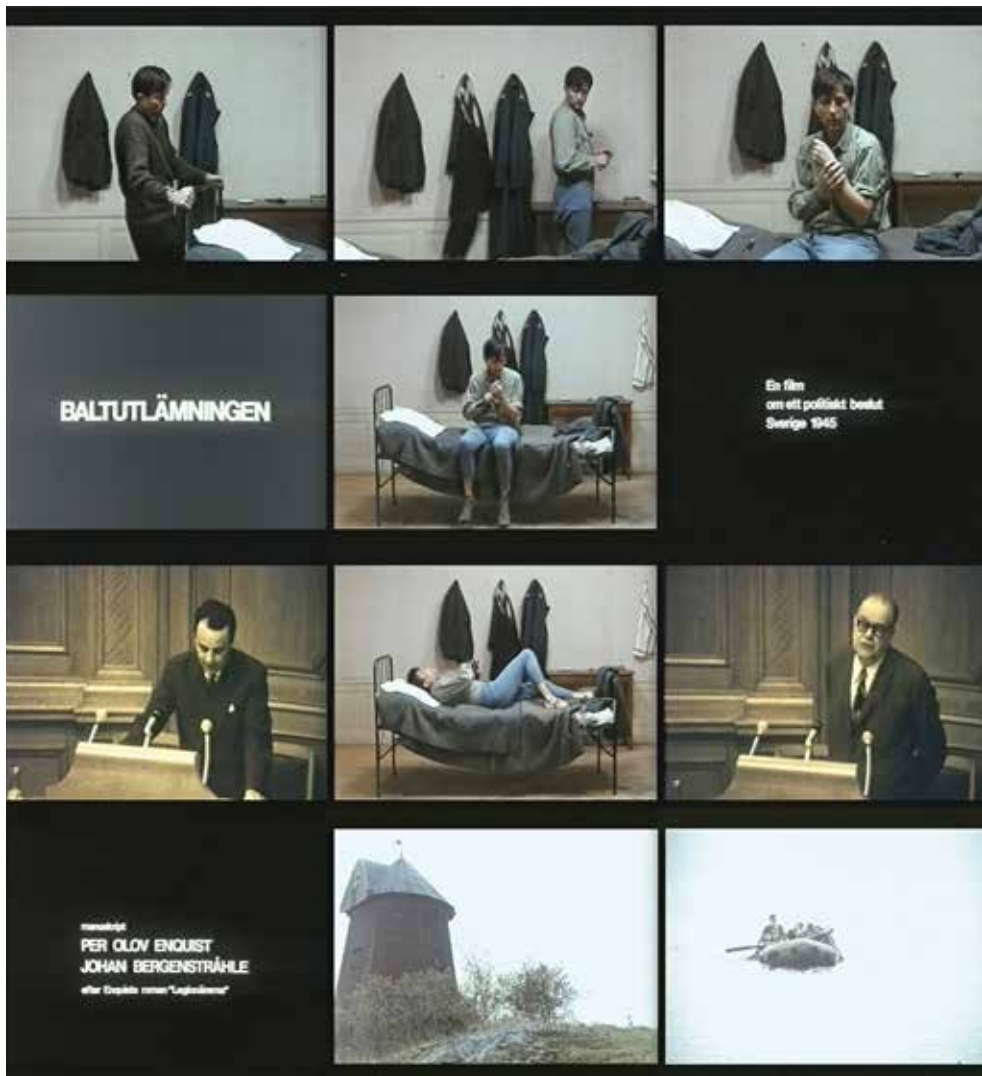 BALTUTLÄMNINGEN
En film
om ett politiskt beslut
Sverige 1945
manuskript
PER OLOV ENQUIST
JOHAN BERGENSTRÅHLE
efter Enquists roman "Legionärerna"